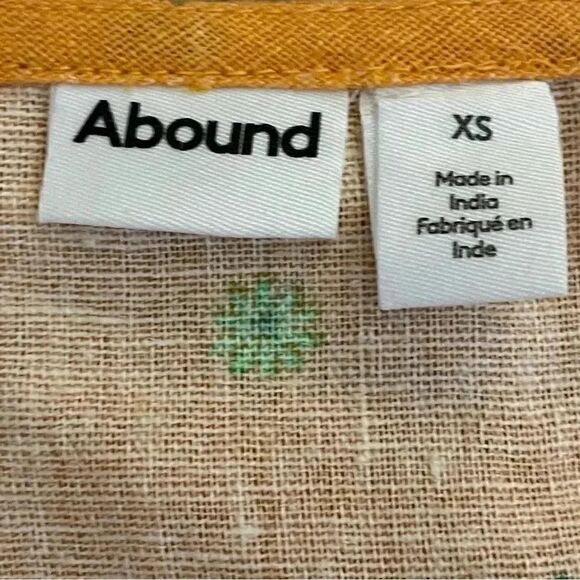 Abound
XS
Made in
India
Fabriqué en
Inde